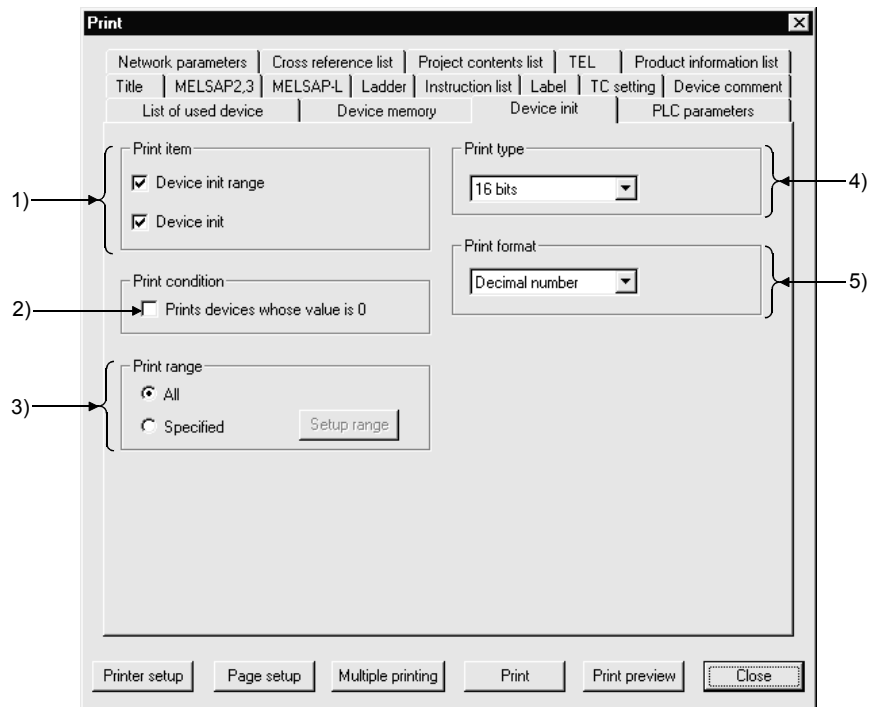 Print
Network parameters Cross reference list Project contents list TEL Product information list
Title MELSAP2,3 MELSAP-L Ladder Instruction list Label TC setting Device comment
List of used device Device memory Device init PLC parameters
Print item
Device init range
Device init
1)
Print condition
Prints devices whose value is 0
2)
Print range
All
Specified
Setup range
3)
Print type
16 bits
4)
Print format
Decimal number
5)
Printer setup Page setup Multiple printing Print Print preview Close